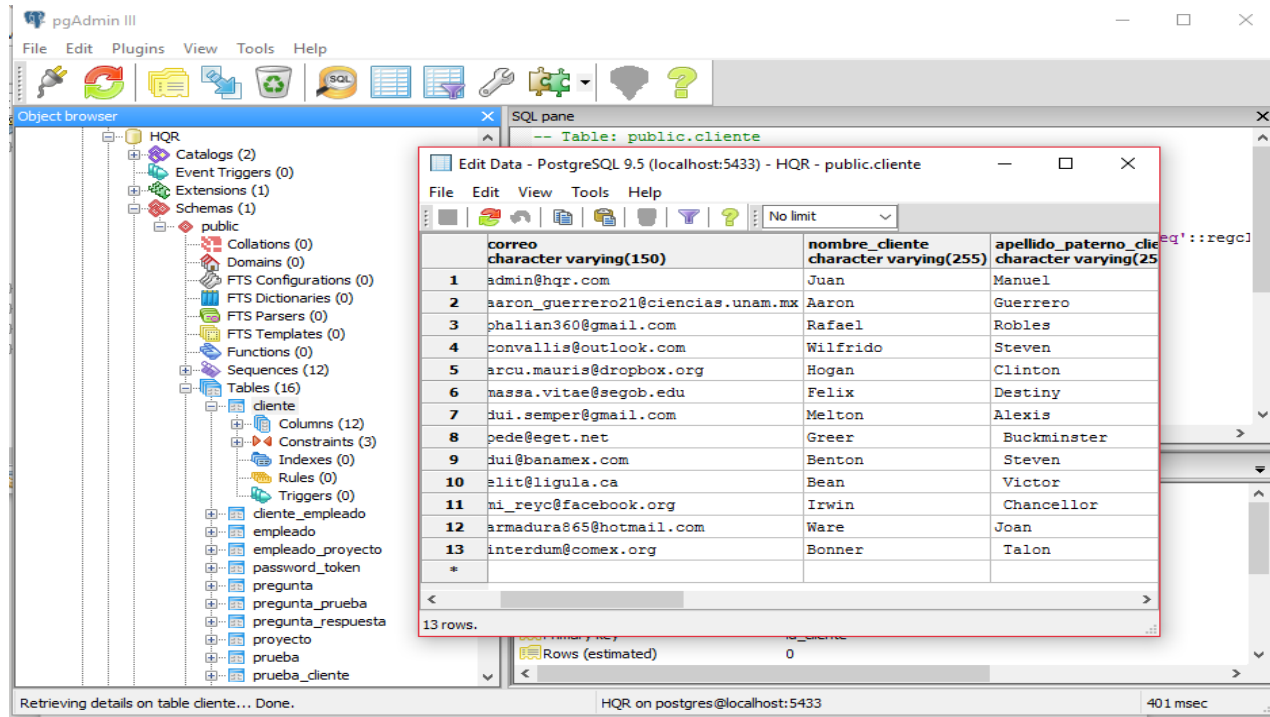 pgAdmin III
File Edit Plugins View Tools Help
SQL
Object browser
HQR
Catalogs (2)
Event Triggers (0)
Extensions (1)
Schemas (1)
public
Collations (0)
Domains (0)
FTS Configurations (0)
FTS Dictionaries (0)
FTS Parsers (0)
FTS Templates (0)
Functions (0)
Sequences (12)
Tables (16)
cliente
Columns (12)
Constraints (3)
Indexes (0)
Rules (0)
Triggers (0)
cliente_empleado
empleado
empleado_proyecto
password_token
pregunta
pregunta_prueba
pregunta_respuesta
proyecto
prueba
prueba_cliente
SQL pane
-- Table: public.cliente
eq'::regcl
Edit Data - PostgreSQL 9.5 (localhost:5433) - HQR - public.cliente
File Edit View Tools Help
No limit
correo nombre_cliente apellido_paterno_clie
character varying(150) character varying(255) character varying(25
1 admin@hqr.com Juan Manuel
2 aaron_guerrero21@ciencias.unam.mx Aaron Guerrero
3 phalian360@gmail.com Rafael Robles
4 convallis@outlook.com Wilfrido Steven
5 arcu.mauris@dropbox.org Hogan Clinton
6 massa.vitae@segob.edu Felix Destiny
7 dui.semper@gmail.com Melton Alexis
8 pede@eget.net Greer Buckminster
9 dui@banamex.com Benton Steven
10 elit@ligula.ca Bean Victor
11 mi_reyc@facebook.org Irwin Chancellor
12 armadura865@hotmail.com Ware Joan
13 interdum@comex.org Bonner Talon
*
13 rows.
Rows (estimated) 0
Retrieving details on table cliente... Done. HQR on postgres@localhost:5433 401 msec